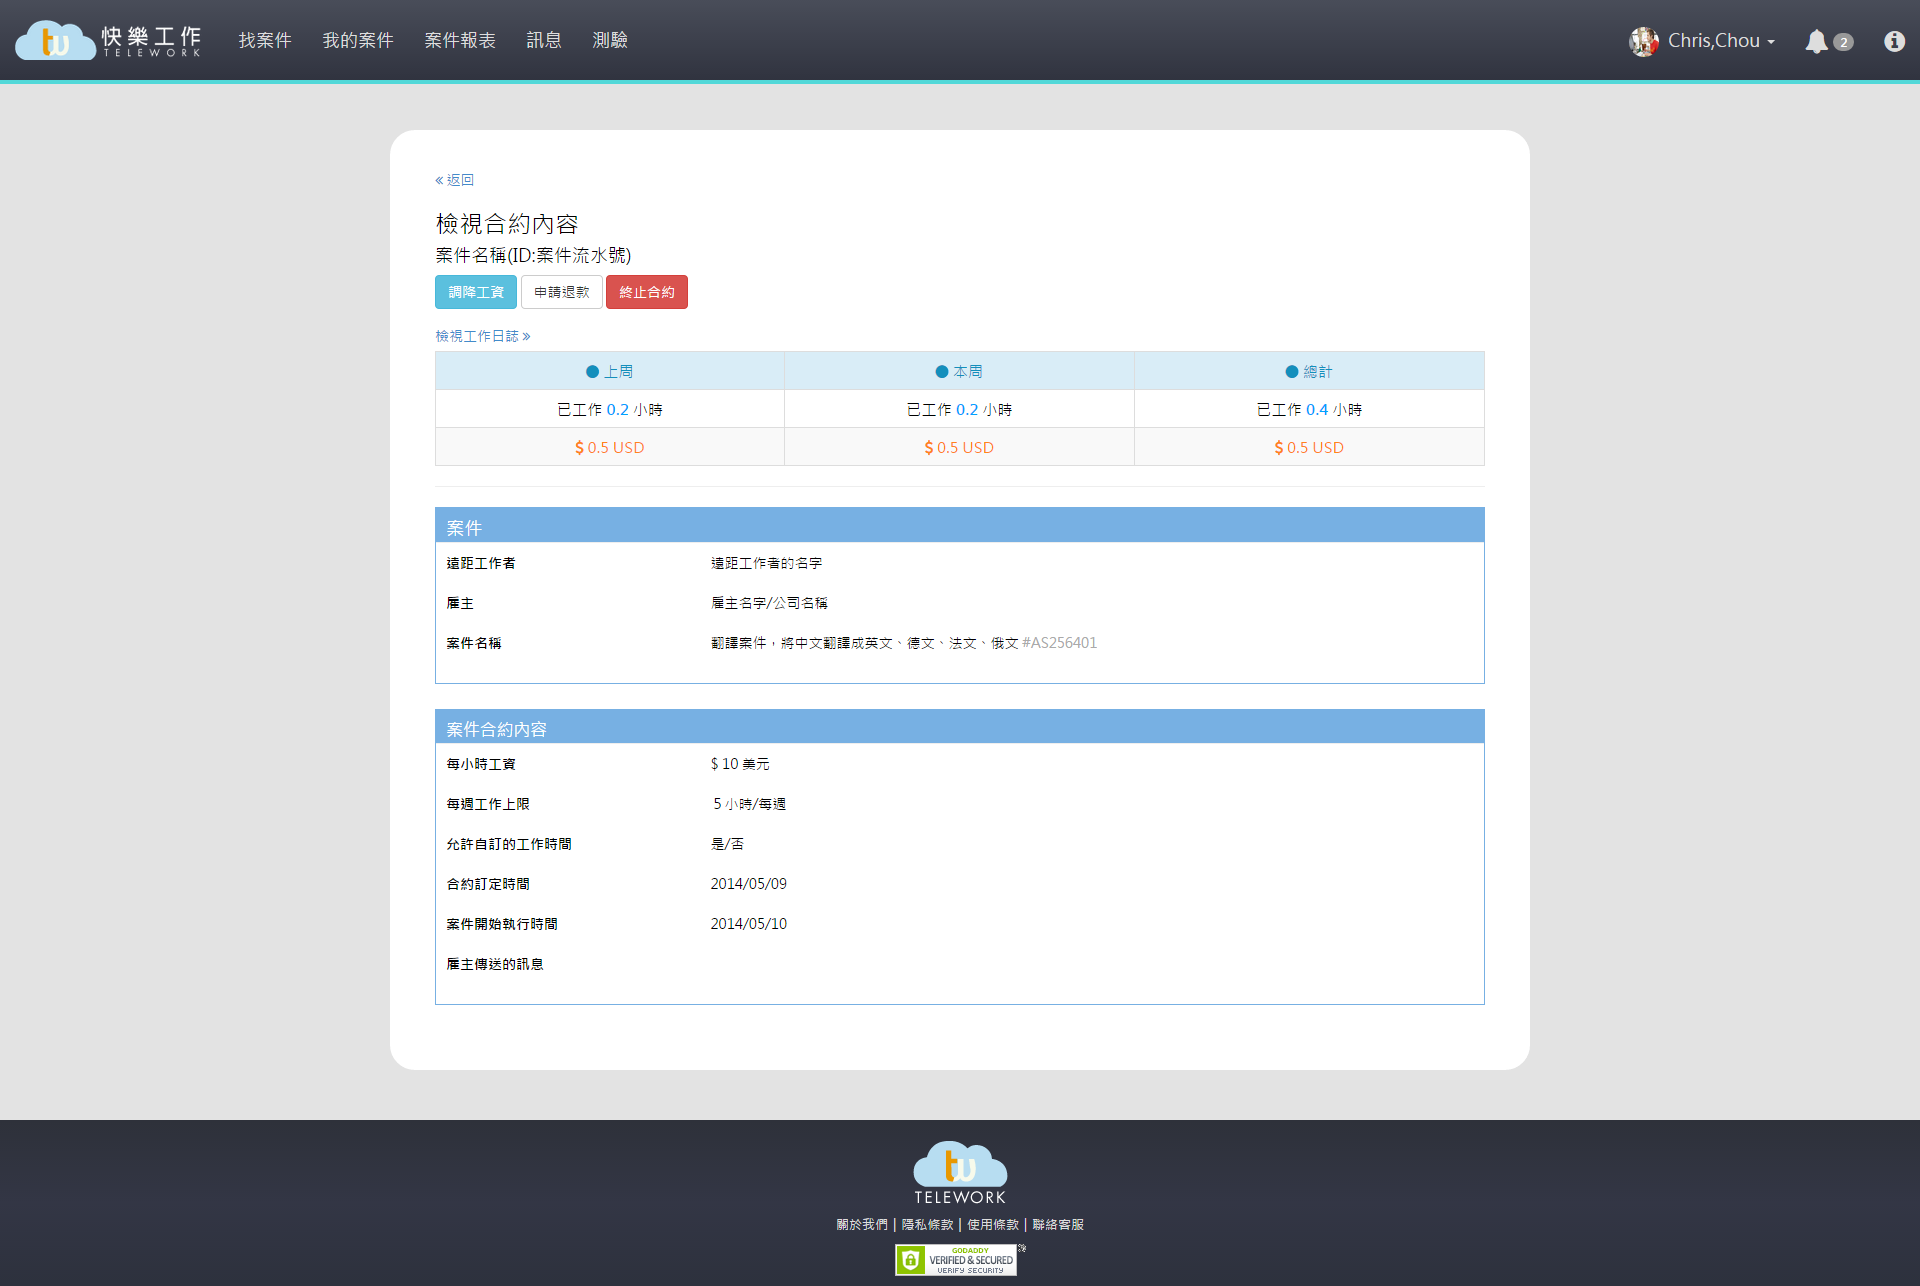 tw 快樂工作 TELEWORK 找案件 我的案件 案件報表 訊息 測驗 Chris,Chou 2
« 返回
檢視合約內容
案件名稱(ID:案件流水號)
調降工資 申請退款 終止合約
檢視工作日誌 »
上周 本周 總計
已工作 0.2 小時 已工作 0.2 小時 已工作 0.4 小時
$ 0.5 USD $ 0.5 USD $ 0.5 USD
案件
遠距工作者 遠距工作者的名字
雇主 雇主名字/公司名稱
案件名稱 翻譯案件，將中文翻譯成英文、德文、法文、俄文 #AS256401
案件合約內容
每小時工資 $ 10 美元
每週工作上限 5 小時/每週
允許自訂的工作時間 是/否
合約訂定時間 2014/05/09
案件開始執行時間 2014/05/10
雇主傳送的訊息
tw
TELEWORK
關於我們 | 隱私條款 | 使用條款 | 聯絡客服
GODADDY
VERIFIED & SECURED
VERIFY SECURITY